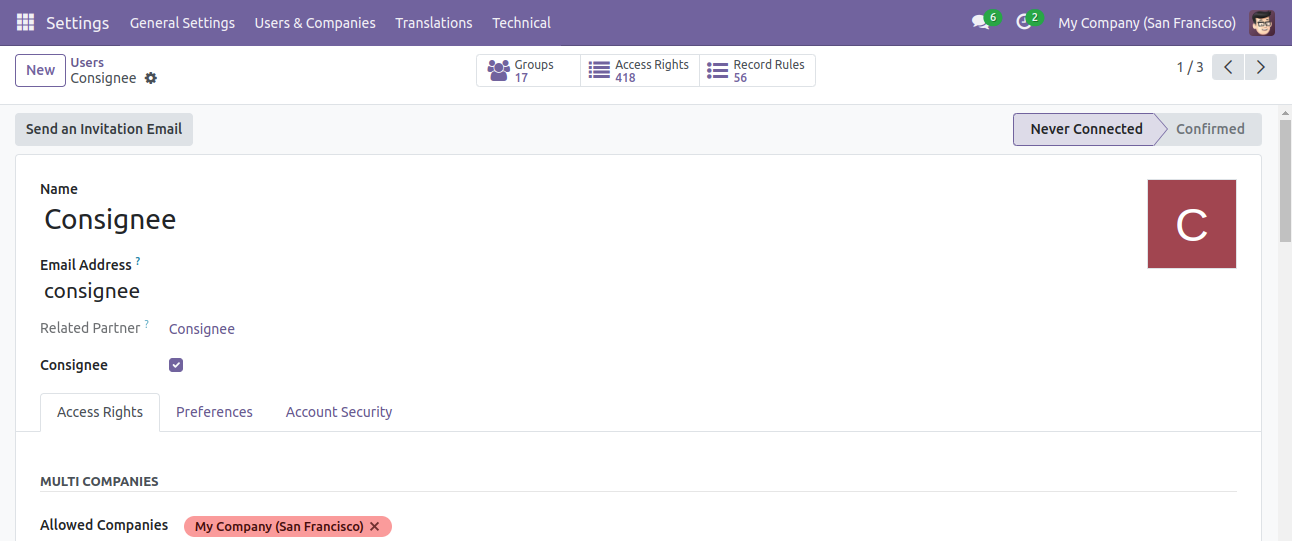 Settings General Settings Users & Companies Translations Technical 6 2 My Company (San Francisco)
New Users Groups Access Rights Record Rules 1 / 3
Consignee 17 418 56
Send an Invitation Email Never Connected Confirmed
Name
Consignee C
Email Address ?
consignee
Related Partner ? Consignee
Consignee
Access Rights Preferences Account Security
MULTI COMPANIES
Allowed Companies My Company (San Francisco) ×